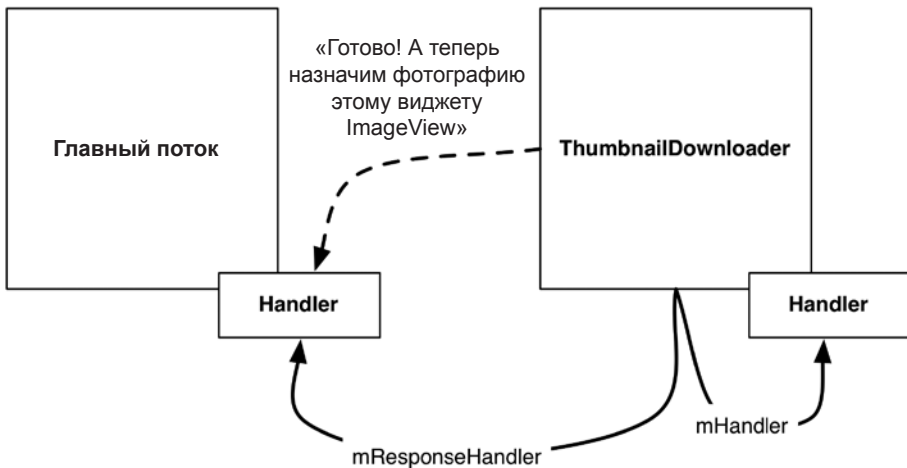 «Готово! А теперь
назначим фотографию
этому виджету
ImageView»
Главный поток
ThumbnailDownloader
Handler
Handler
mHandler
mResponseHandler